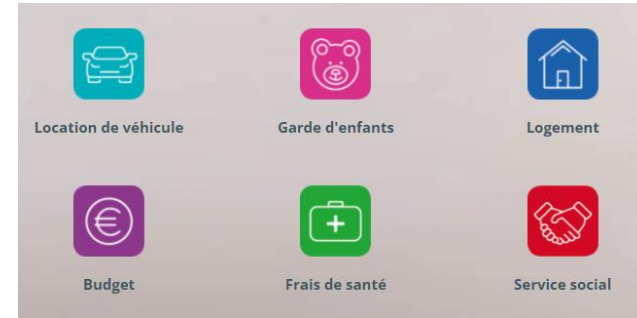 Location de véhicule
Garde d'enfants
Logement
Budget
Frais de santé
Service social